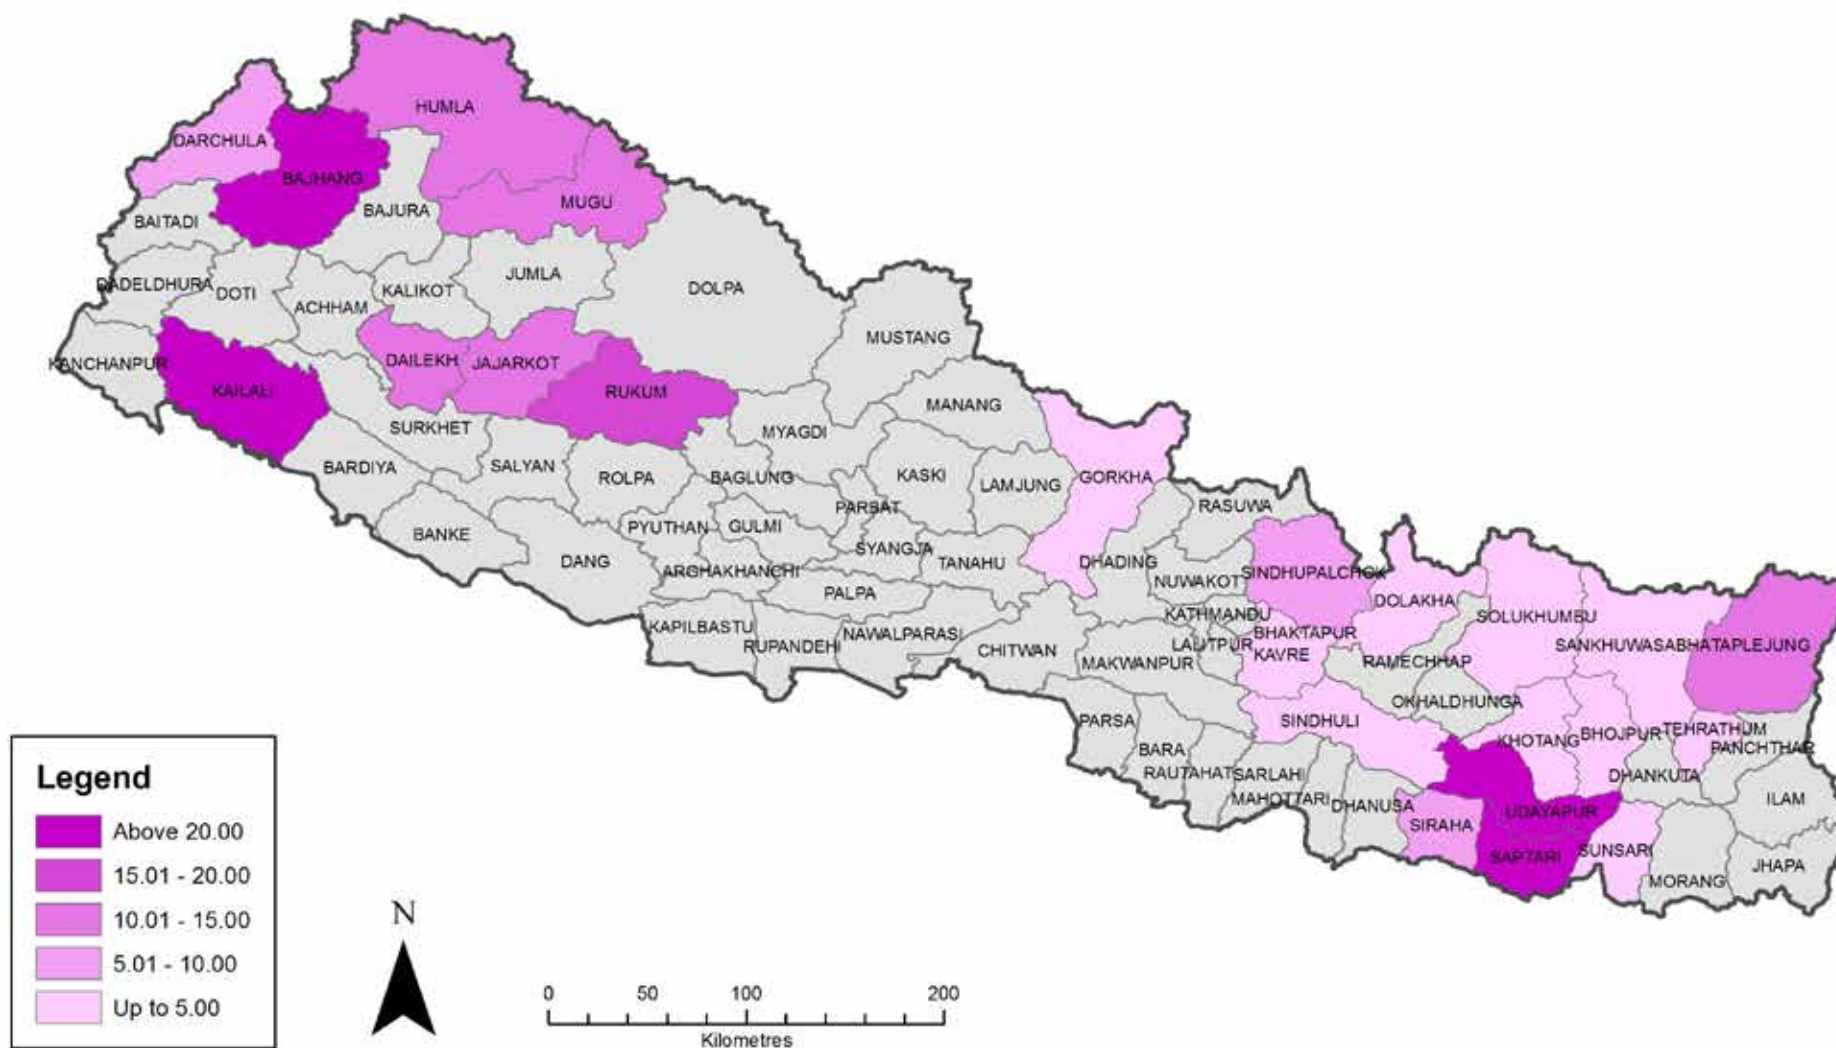 HUMLA
DARCHULA
BAJHANG
MUGU
BAJURA
BAITADI
JUMLA
DADELDHURA
DOTI
KALIKOT
DOLPA
ACHHAM
MUSTANG
KANCHANPUR
DAILEKH
JAJARKOT
KAILALI
RUKUM
MANANG
SURKHET
MYAGDI
BARDIYA
SALYAN
ROLPA
BAGLUNG
KASKI
LAMJUNG
GORKHA
PARBAT
RASUWA
BANKE
PYUTHAN
GULMI
SYANGJA
DANG
TANAHU
DHADING
ARGHAKHANCHI
NUWAKOT
SINDHUPALCHOK
PALPA
DOLAKHA
KATHMANDU
SOLUKHUMBU
KAPILBASTU
RUPANDEHI
NAWALPARASI
CHITWAN
LALITPUR
BHAKTAPUR
KAVRE
SANKHUWASABHA
TAPLEJUNG
MAKWANPUR
RAMECHHAP
OKHALDHUNGA
PARSA
SINDHULI
KHOTANG
BHOJPUR
TEHRATHUM
PANCHTHAR
BARA
RAUTAHAT
SARLAHI
DHANKUTA
MAHOTTARI
DHANUSA
ILAM
SIRAHA
UDAYAPUR
SAPTARI
SUNSARI
MORANG
JHAPA
Legend
Above 20.00
15.01 - 20.00
10.01 - 15.00
5.01 - 10.00
Up to 5.00
N
0 50 100 200
Kilometres